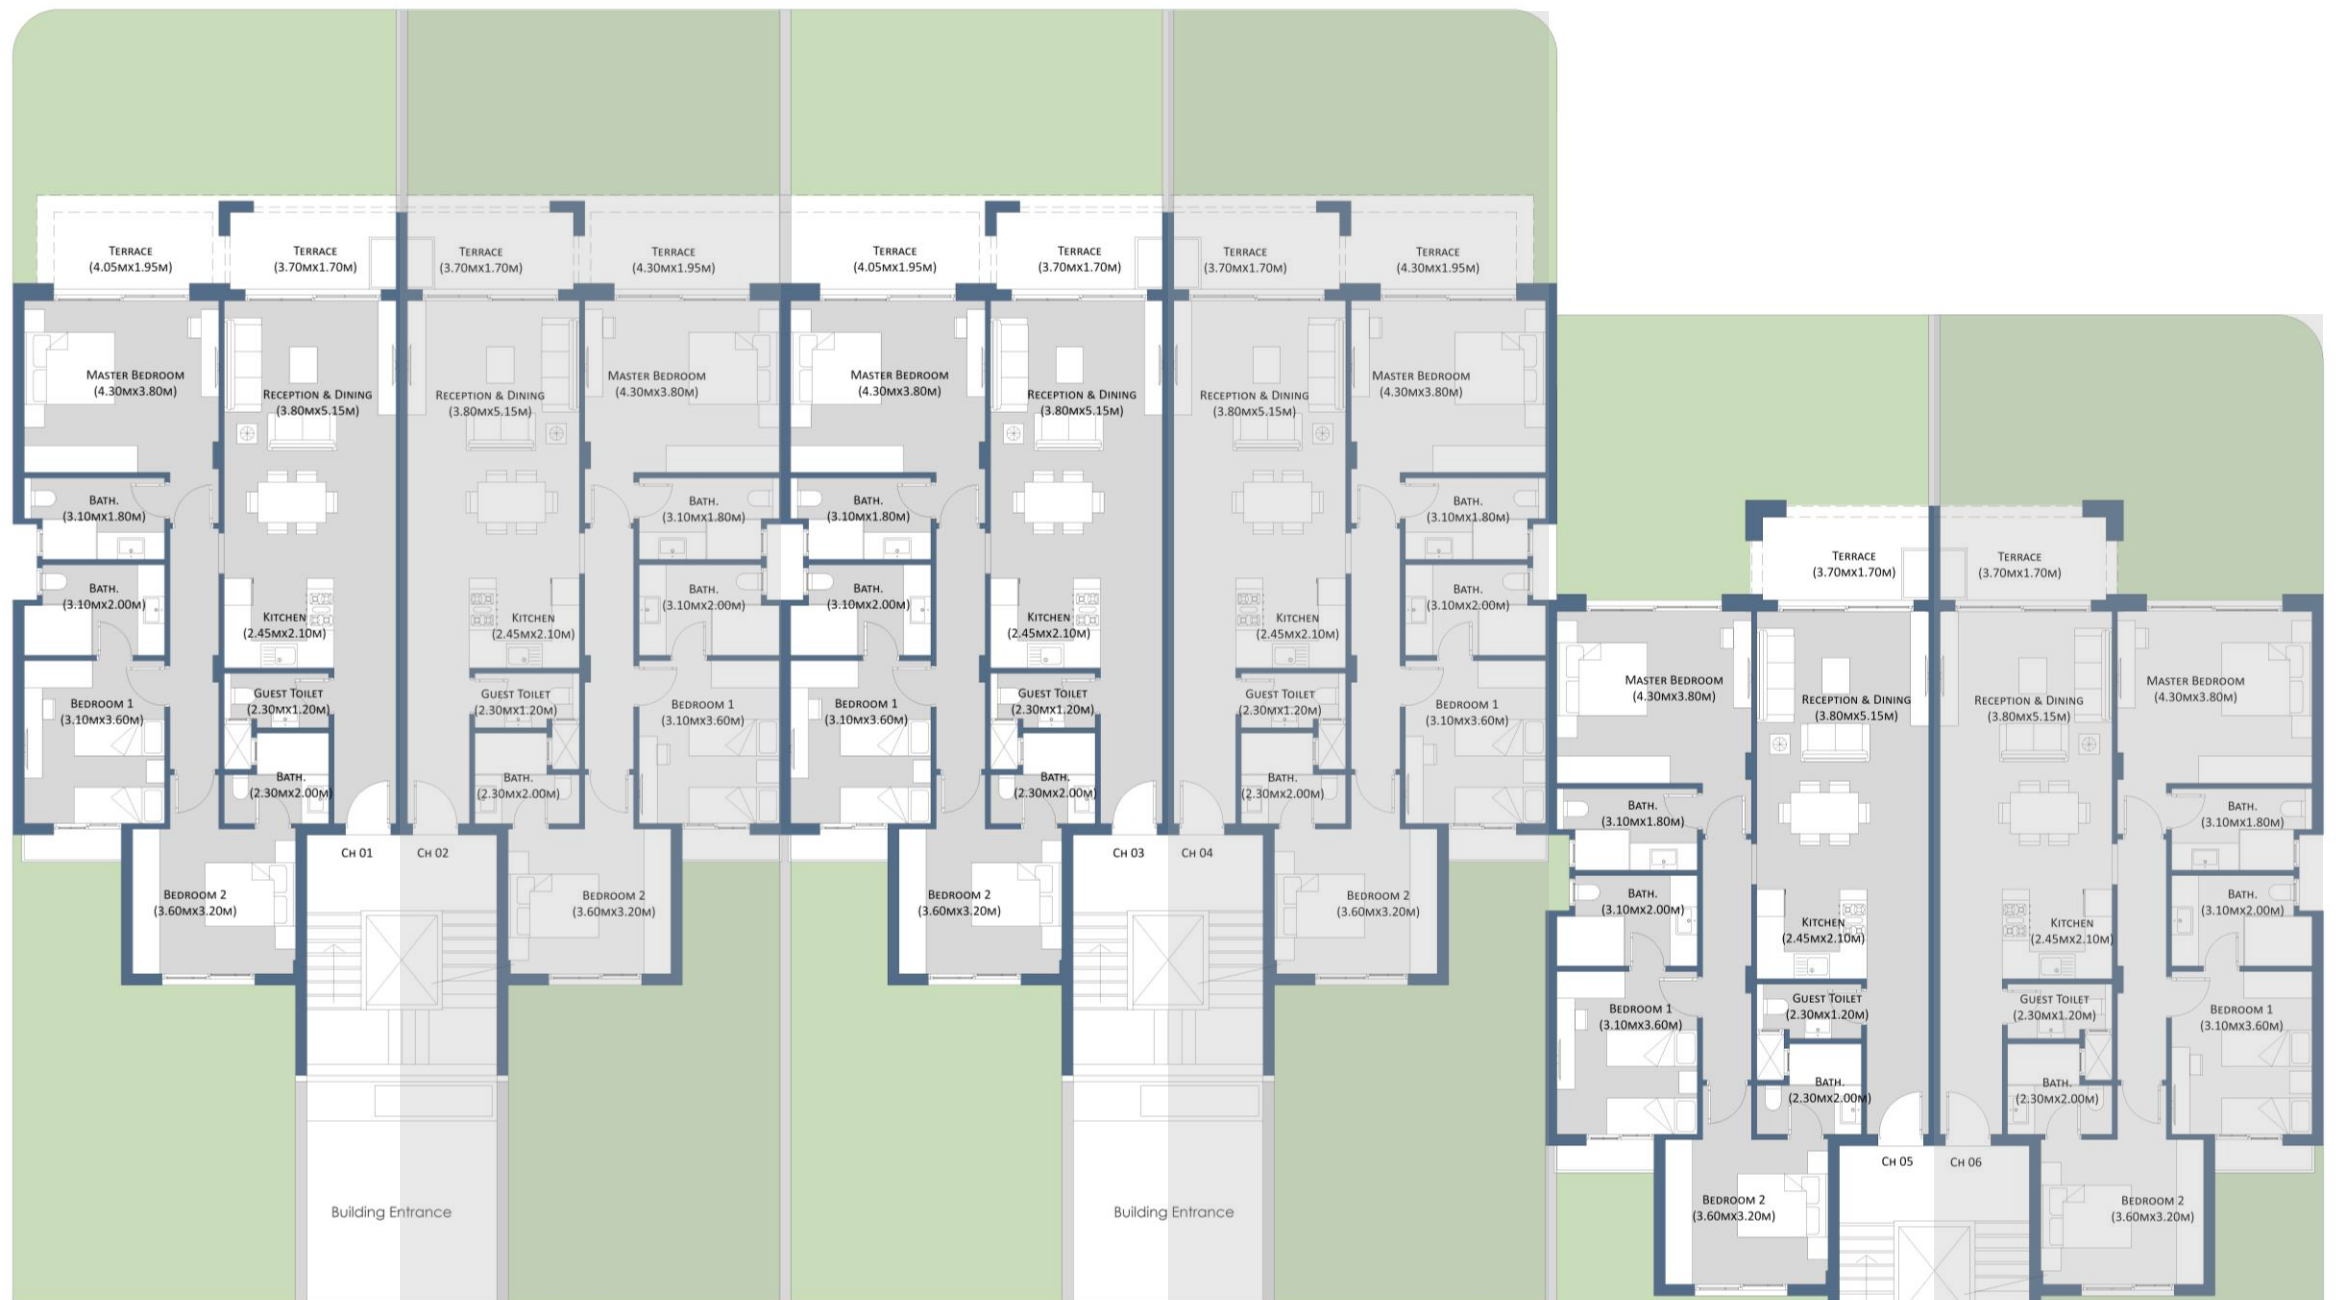 Terrace
(4.05mx1.95m)
Terrace
(3.70mx1.70m)
Master Bedroom
(4.30mx3.80m)
Reception & Dining
(3.80mx5.15m)
Bath.
(3.10mx1.80m)
Bath.
(3.10mx2.00m)
Kitchen
(2.45mx2.10m)
Guest Toilet
(2.30mx1.20m)
Bedroom 1
(3.10mx3.60m)
Bath.
(2.30mx2.00m)
Bedroom 2
(3.60mx3.20m)
Ch 01
Terrace
(3.70mx1.70m)
Terrace
(4.30mx1.95m)
Reception & Dining
(3.80mx5.15m)
Master Bedroom
(4.30mx3.80m)
Bath.
(3.10mx1.80m)
Bath.
(3.10mx2.00m)
Kitchen
(2.45mx2.10m)
Guest Toilet
(2.30mx1.20m)
Bedroom 1
(3.10mx3.60m)
Bath.
(2.30mx2.00m)
Ch 02
Bedroom 2
(3.60mx3.20m)
Building Entrance
Terrace
(4.05mx1.95m)
Terrace
(3.70mx1.70m)
Master Bedroom
(4.30mx3.80m)
Reception & Dining
(3.80mx5.15m)
Bath.
(3.10mx1.80m)
Bath.
(3.10mx2.00m)
Kitchen
(2.45mx2.10m)
Guest Toilet
(2.30mx1.20m)
Bedroom 1
(3.10mx3.60m)
Bath.
(2.30mx2.00m)
Bedroom 2
(3.60mx3.20m)
Ch 03
Terrace
(3.70mx1.70m)
Terrace
(4.30mx1.95m)
Reception & Dining
(3.80mx5.15m)
Master Bedroom
(4.30mx3.80m)
Bath.
(3.10mx1.80m)
Bath.
(3.10mx2.00m)
Kitchen
(2.45mx2.10m)
Guest Toilet
(2.30mx1.20m)
Bedroom 1
(3.10mx3.60m)
Bath.
(2.30mx2.00m)
Ch 04
Bedroom 2
(3.60mx3.20m)
Building Entrance
Terrace
(3.70mx1.70m)
Master Bedroom
(4.30mx3.80m)
Reception & Dining
(3.80mx5.15m)
Bath.
(3.10mx1.80m)
Bath.
(3.10mx2.00m)
Kitchen
(2.45mx2.10m)
Guest Toilet
(2.30mx1.20m)
Bedroom 1
(3.10mx3.60m)
Bath.
(2.30mx2.00m)
Ch 05
Bedroom 2
(3.60mx3.20m)
Terrace
(3.70mx1.70m)
Master Bedroom
(4.30mx3.80m)
Reception & Dining
(3.80mx5.15m)
Bath.
(3.10mx1.80m)
Bath.
(3.10mx2.00m)
Kitchen
(2.45mx2.10m)
Guest Toilet
(2.30mx1.20m)
Bedroom 1
(3.10mx3.60m)
Bath.
(2.30mx2.00m)
Ch 06
Bedroom 2
(3.60mx3.20m)